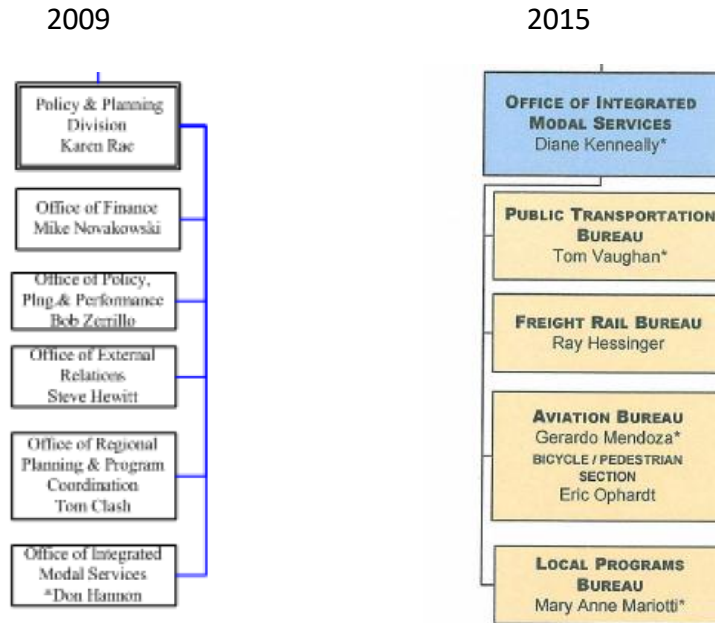 2009
Policy & Planning
Division
Karen Rae
Office of Finance
Mike Novakowski
Office of Policy,
Plng.& Performance
Bob Zerrillo
Office of External
Relations
Steve Hewitt
Office of Regional
Planning & Program
Coordination
Tom Clash
Office of Integrated
Modal Services
*Don Hannon
2015
OFFICE OF INTEGRATED
MODAL SERVICES
Diane Kenneally*
PUBLIC TRANSPORTATION
BUREAU
Tom Vaughan*
FREIGHT RAIL BUREAU
Ray Hessinger
AVIATION BUREAU
Gerardo Mendoza*
BICYCLE / PEDESTRIAN
SECTION
Eric Ophardt
LOCAL PROGRAMS
BUREAU
Mary Anne Mariotti*